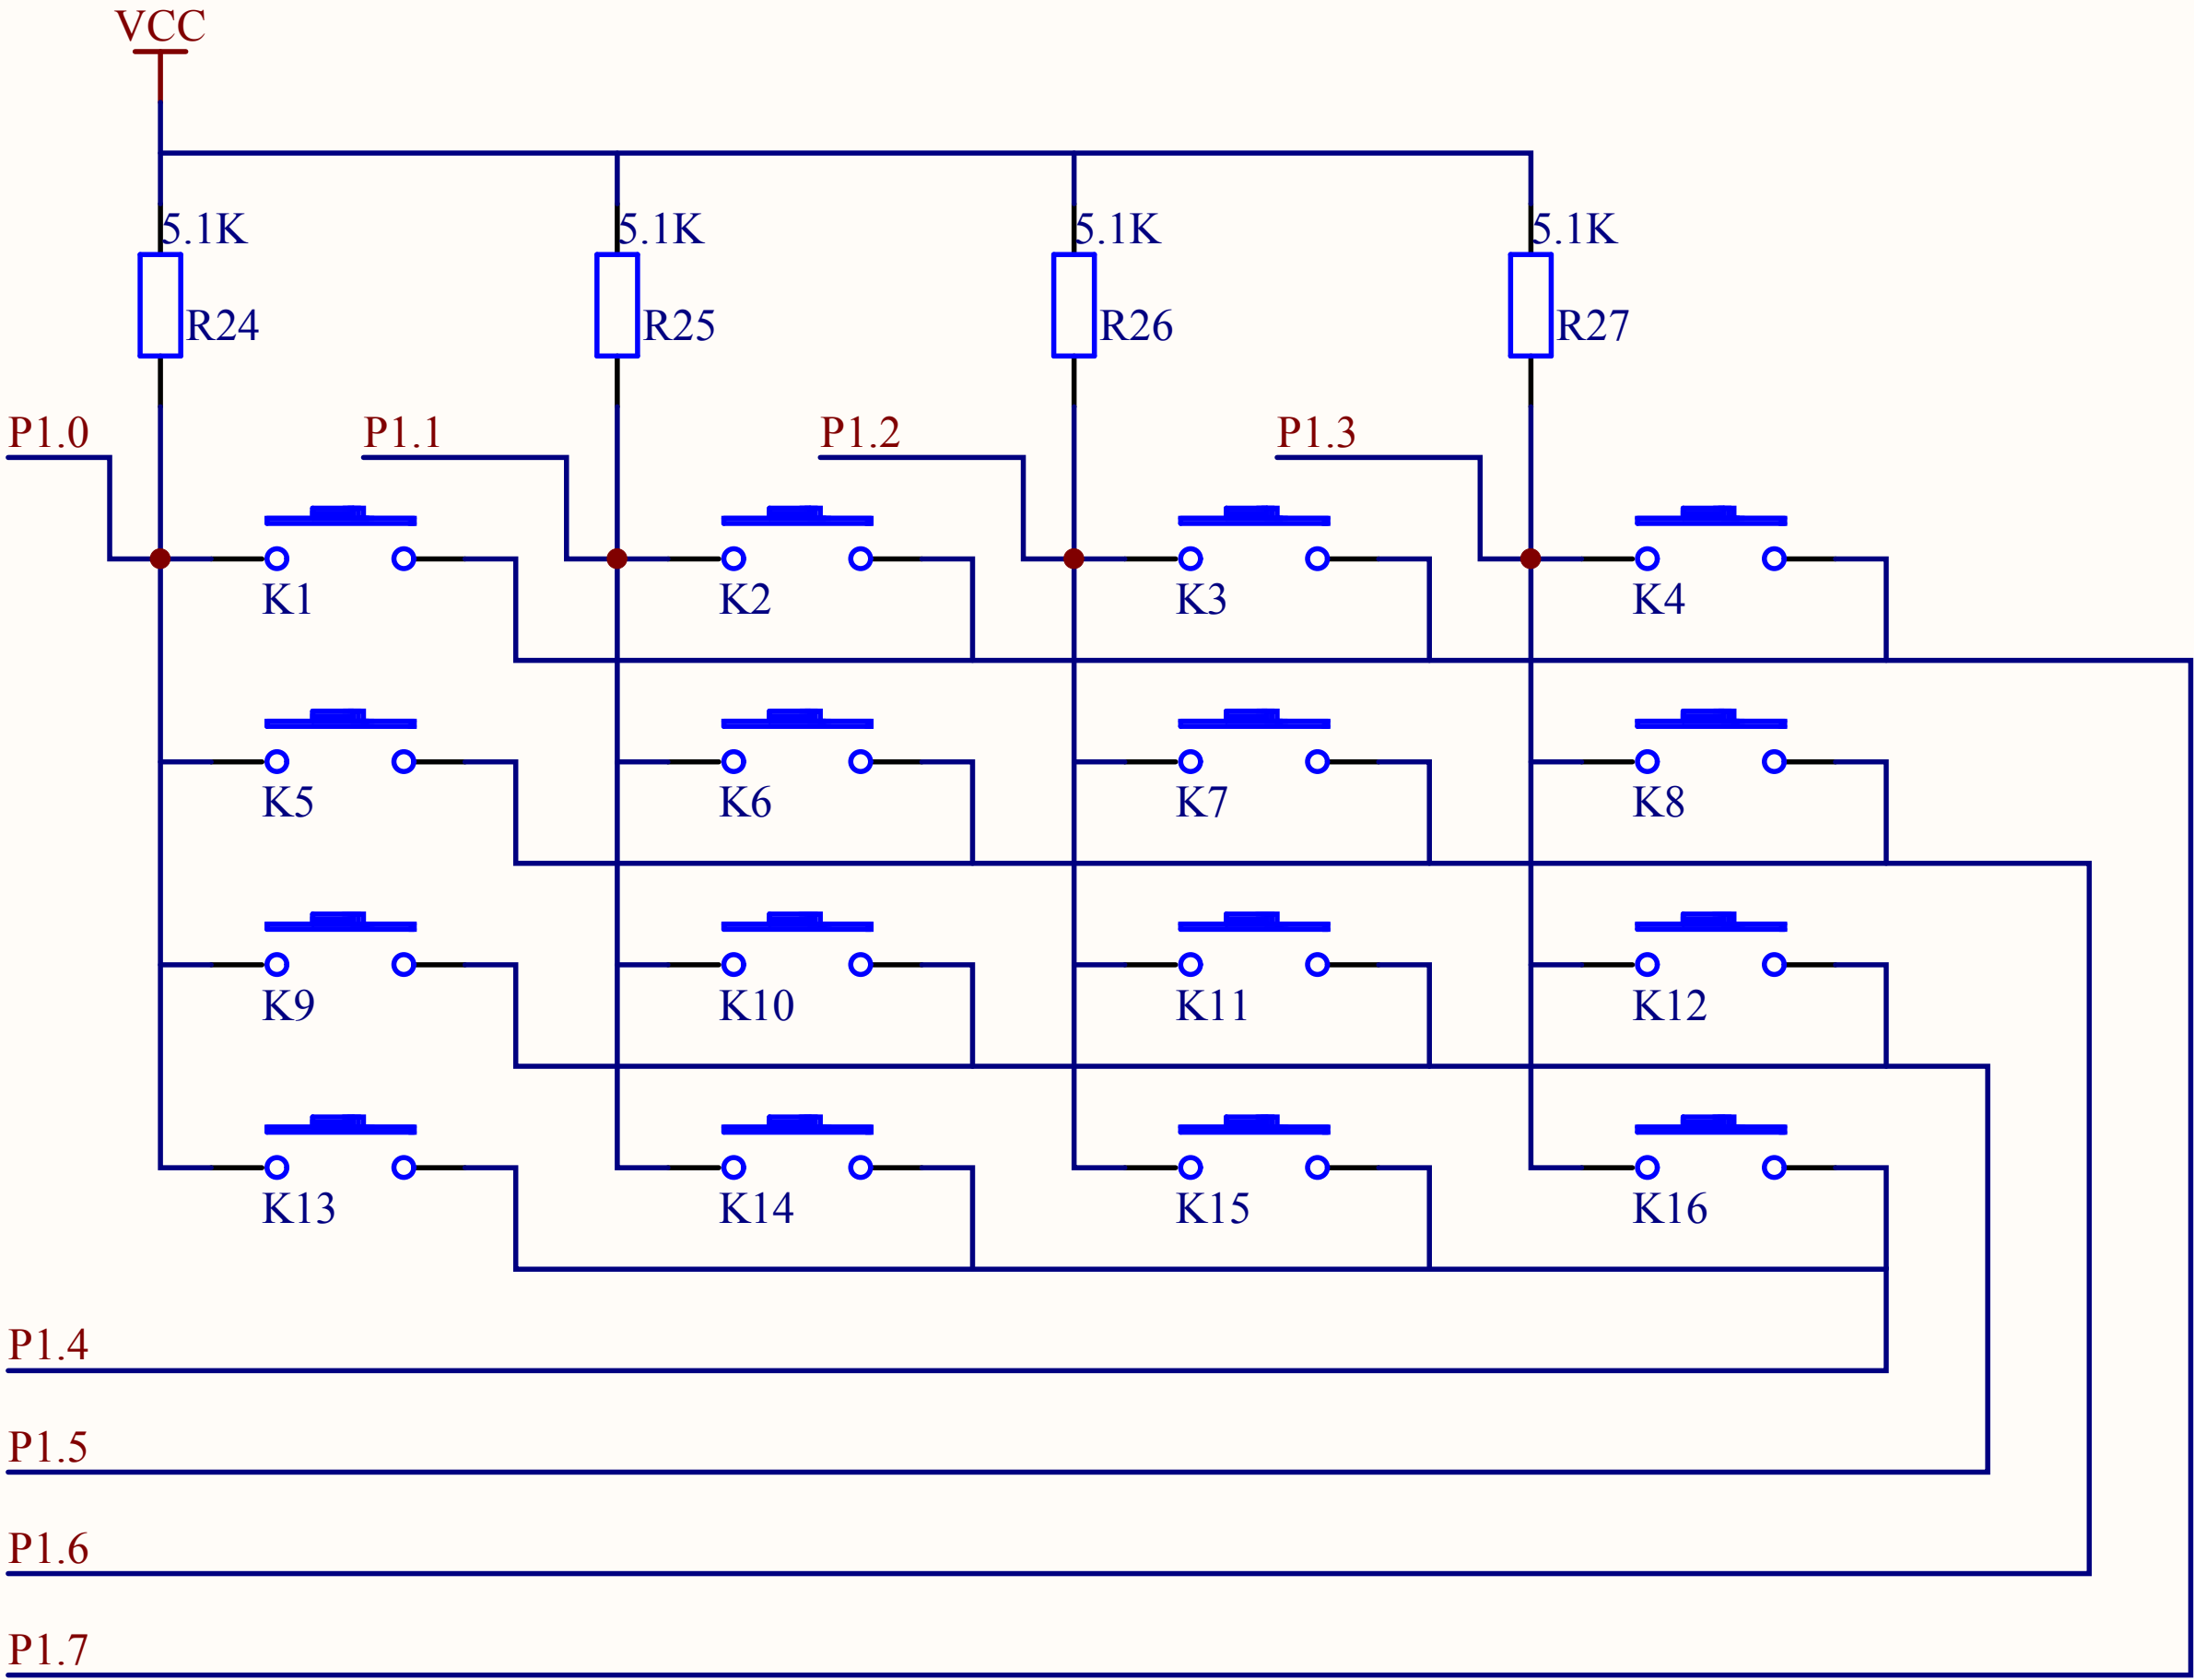 VCC
5.1K 5.1K 5.1K 5.1K
R24 R25 R26 R27
P1.0 P1.1 P1.2 P1.3
K1 K2 K3 K4
K5 K6 K7 K8
K9 K10 K11 K12
K13 K14 K15 K16
P1.4
P1.5
P1.6
P1.7